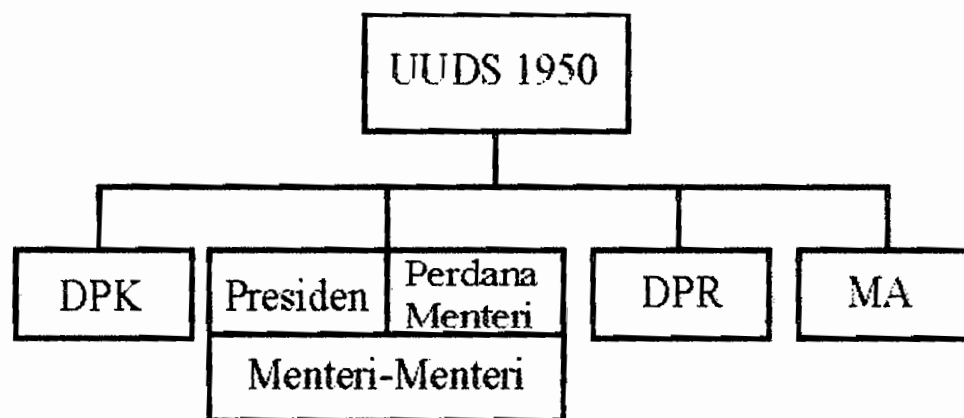 UUDS 1950
DPK
Presiden
Perdana
Menteri
DPR
MA
Menteri-Menteri